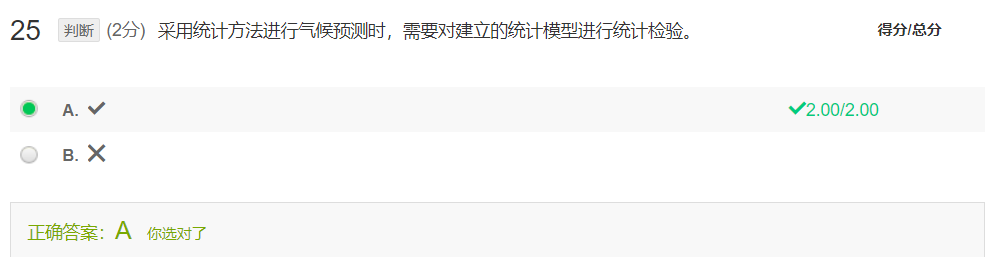 25 判断 (2分) 采用统计方法进行气候预测时，需要对建立的统计模型进行统计检验。 得分/总分
A. ✓ ✓2.00/2.00
B. ✕
正确答案：A 你选对了